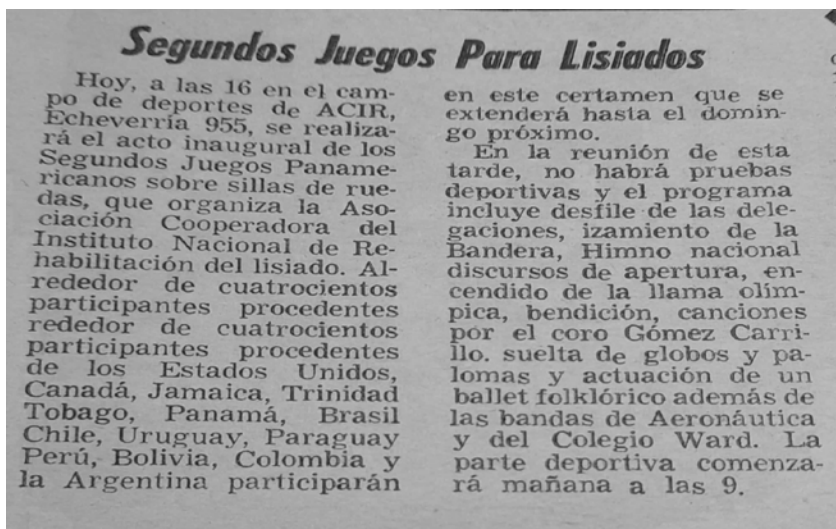 Segundos Juegos Para Lisiados
Hoy, a las 16 en el cam-
po de deportes de ACIR,
Echeverría 955, se realiza-
rá el acto inaugural de los
Segundos Juegos Paname-
ricanos sobre sillas de rue-
das, que organiza la Aso-
ciación Cooperadora del
Instituto Nacional de Re-
habilitación del lisiado. Al-
rededor de cuatrocientos
participantes procedentes
rededor de cuatrocientos
participantes procedentes
de los Estados Unidos,
Canadá, Jamaica, Trinidad
Tobago, Panamá, Brasil
Chile, Uruguay, Paraguay
Perú, Bolivia, Colombia y
la Argentina participarán
en este certamen que se
extenderá hasta el domin-
go próximo.
En la reunión de esta
tarde, no habrá pruebas
deportivas y el programa
incluye desfile de las dele-
gaciones, izamiento de la
Bandera, Himno nacional
discursos de apertura, en-
cendido de la llama olím-
pica, bendición, canciones
por el coro Gómez Carri-
llo. suelta de globos y pa-
lomas y actuación de un
ballet folklórico además de
las bandas de Aeronáutica
y del Colegio Ward. La
parte deportiva comenza-
rá mañana a las 9.